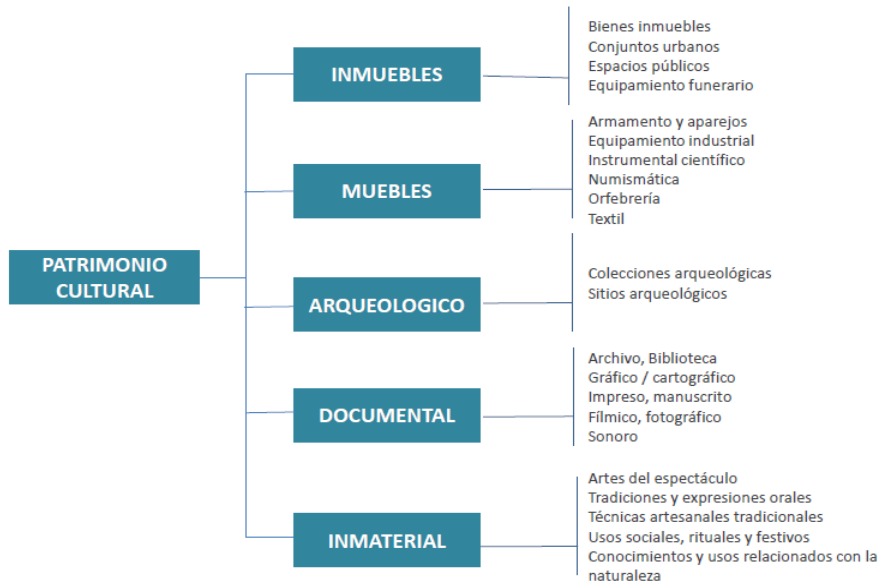 PATRIMONIO
CULTURAL
INMUEBLES
Bienes inmuebles
Conjuntos urbanos
Espacios públicos
Equipamiento funerario
MUEBLES
Armamento y aparejos
Equipamiento industrial
Instrumental científico
Numismática
Orfebrería
Textil
ARQUEOLOGICO
Colecciones arqueológicas
Sitios arqueológicos
DOCUMENTAL
Archivo, Biblioteca
Gráfico / cartográfico
Impreso, manuscrito
Fílmico, fotográfico
Sonoro
INMATERIAL
Artes del espectáculo
Tradiciones y expresiones orales
Técnicas artesanales tradicionales
Usos sociales, rituales y festivos
Conocimientos y usos relacionados con la
naturaleza